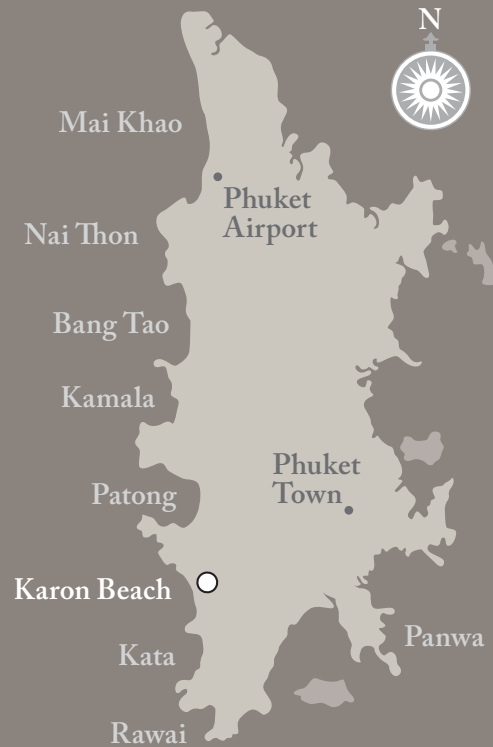 N
Mai Khao
Phuket
Airport
Nai Thon
Bang Tao
Kamala
Phuket
Town
Patong
Karon Beach
Panwa
Kata
Rawai